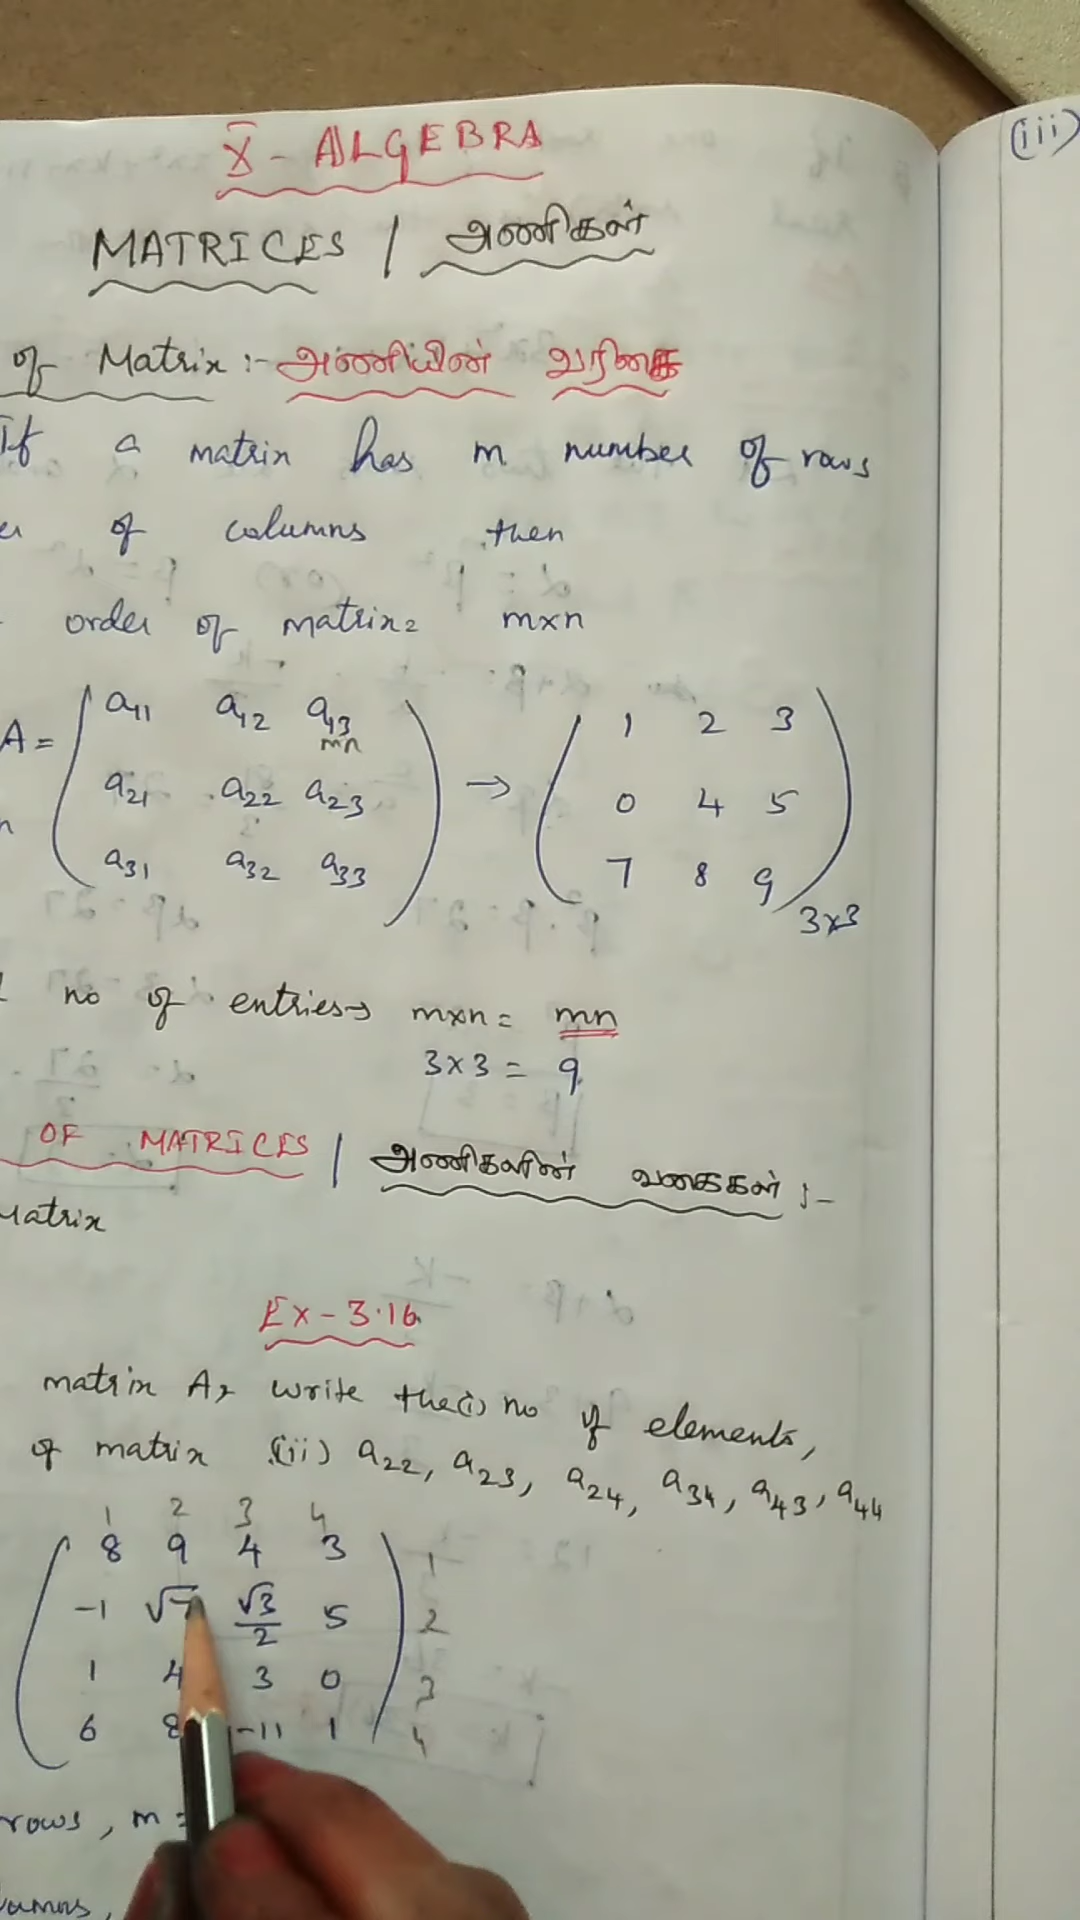 X - ALGEBRA
MATRICES / அணிகள்
of Matrix :- அணியின் வரிசை
If a matrix has m number of rows
of columns then
order of matrix = m×n
A = ( a11 a12 a13
mn
a21 a22 a23
a31 a32 a33 ) → ( 1 2 3
0 4 5
7 8 9 ) 3×3
no of entries → m×n = mn
3×3 = 9
OF MATRICES / அணிகளின் வகைகள் :-
Matrix
Ex - 3.16
matrix A, write the (i) no of elements,
of matrix (ii) a22, a23, a24, a34, a43, a44
1 2 3 4
8 9 4 3 1
-1 √7 √3/2 5 2
1 4 3 0 3
6 8 -11 1 4
rows, m =
(iii)